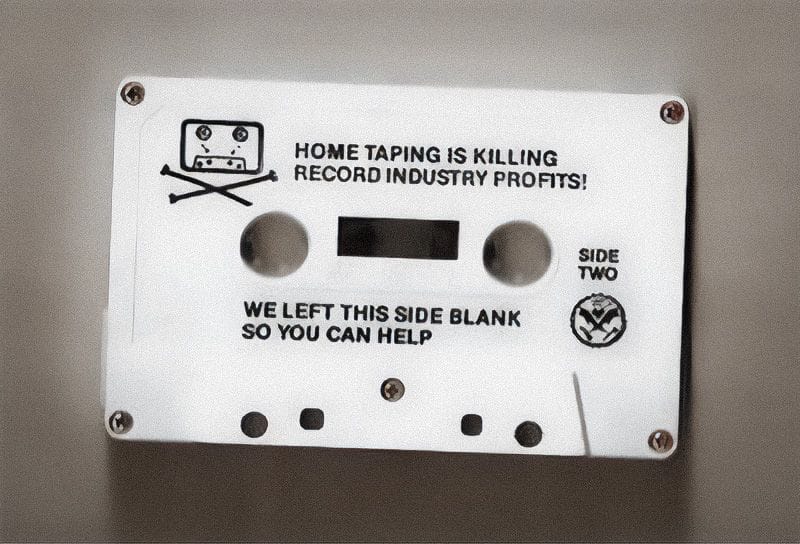 HOME TAPING IS KILLING
RECORD INDUSTRY PROFITS!
SIDE
TWO
WE LEFT THIS SIDE BLANK
SO YOU CAN HELP